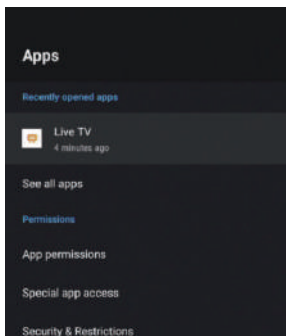 Apps
Recently opened apps
Live TV
4 minutes ago
See all apps
Permissions
App permissions
Special app access
Security & Restrictions